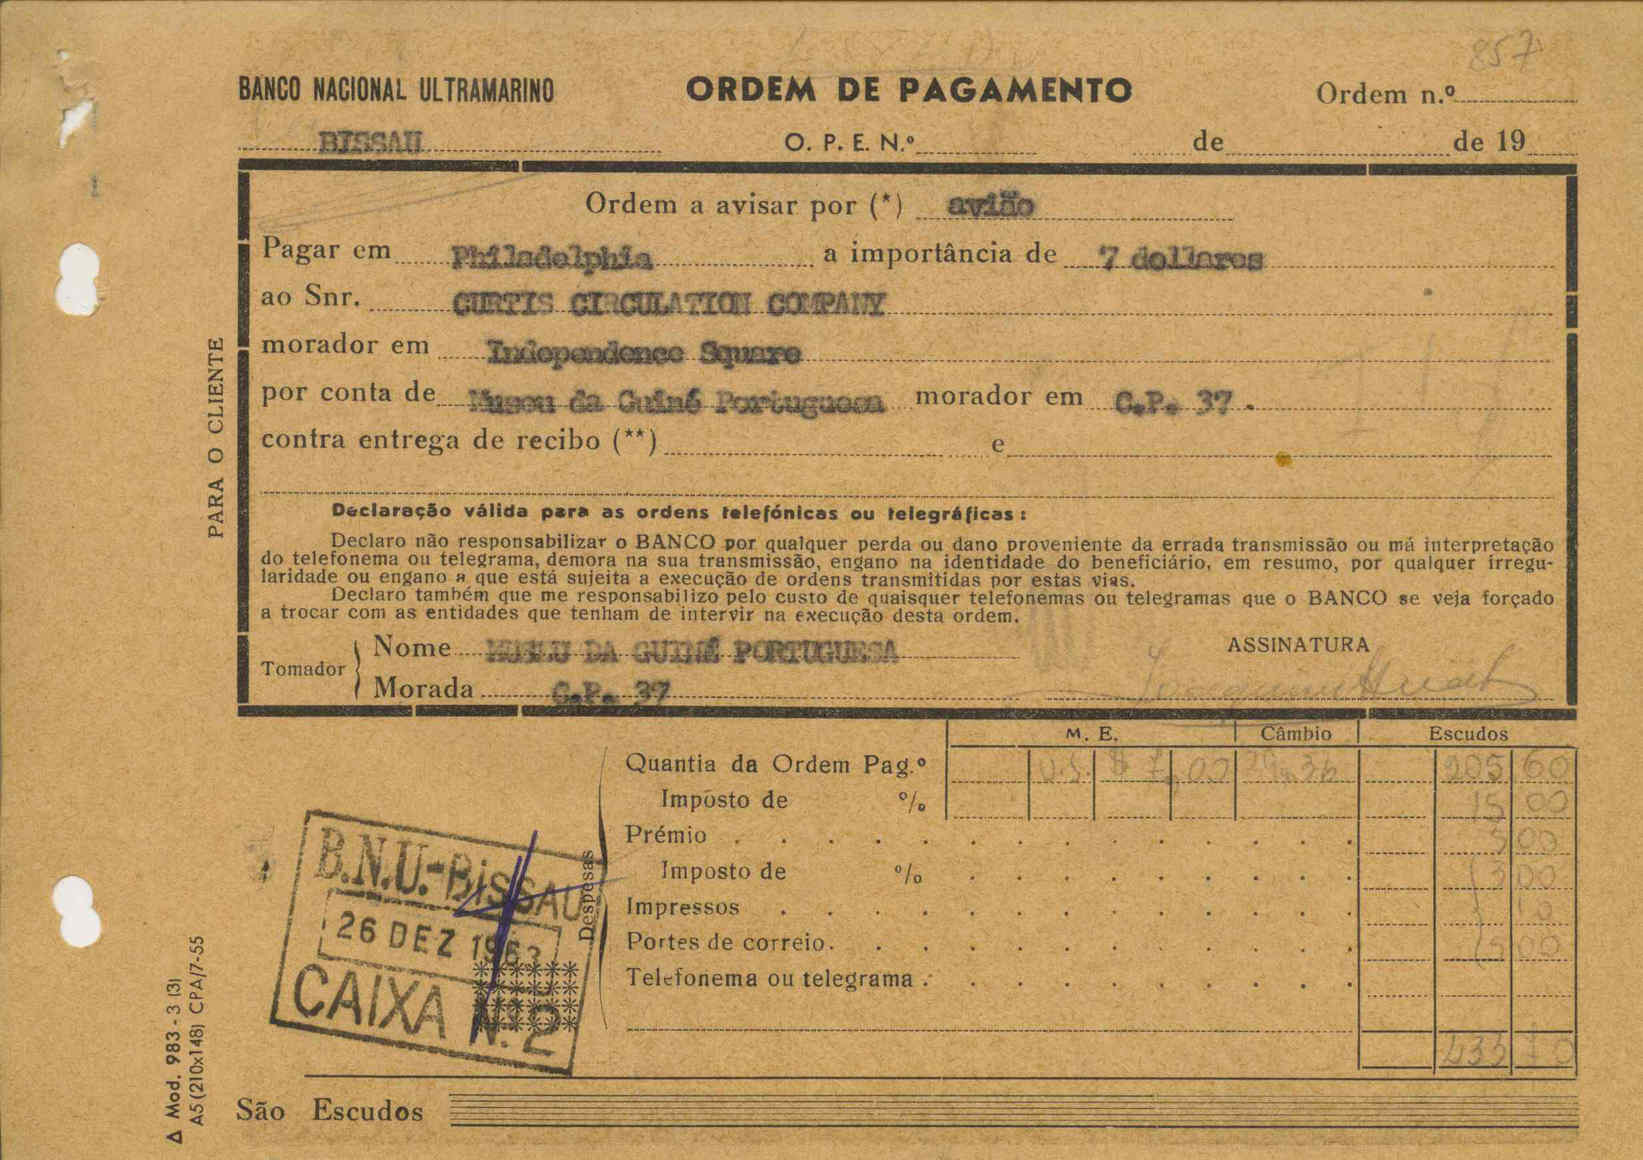 857
BANCO NACIONAL ULTRAMARINO ORDEM DE PAGAMENTO Ordem n.º
BISSAU O. P. E. N.º de de 19
Ordem a avisar por (*) avião
Pagar em Philadelphia a importância de 7 dollares
ao Snr. CURTIS CIRCULATION COMPANY
morador em Independence Square
por conta de Museu da Guiné Portuguesa morador em C.P. 37.
contra entrega de recibo (**) e
Declaração válida para as ordens telefónicas ou telegráficas:
Declaro não responsabilizar o BANCO por qualquer perda ou dano proveniente da errada transmissão ou má interpretação
do telefonema ou telegrama, demora na sua transmissão, engano na identidade do beneficiário, em resumo, por qualquer irregu-
laridade ou engano a que está sujeita a execução de ordens transmitidas por estas vias.
Declaro também que me responsabilizo pelo custo de quaisquer telefonemas ou telegramas que o BANCO se veja forçado
a trocar com as entidades que tenham de intervir na execução desta ordem.
Tomador
Nome MUSEU DA GUINÉ PORTUGUESA ASSINATURA
Morada C.P. 37
M. E. Câmbio Escudos
Quantia da Ordem Pag.º U.S. $ 7,00 29,36 205 60
Imposto de % 15 00
Prémio 5 00
Imposto de % 00
Impressos 10
Portes de correio. 5 00
Telefonema ou telegrama
Despesas
São Escudos
B.N.U.-BISSAU
26 DEZ 1963
CAIXA N.º 2
PARA O CLIENTE
Δ Mod. 983 - 3 (3)
A5 (210x148) CPA/7-55